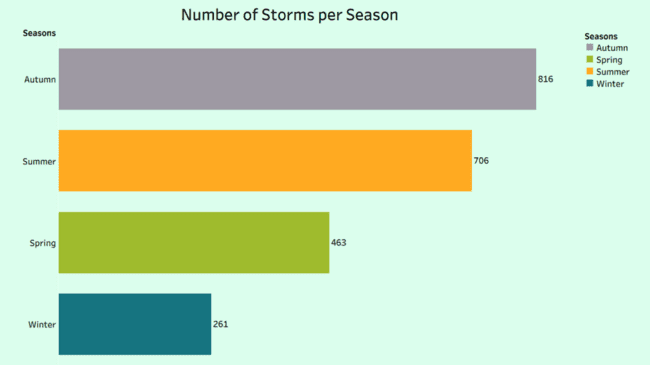 Number of Storms per Season
Seasons
Autumn 816
Summer 706
Spring 463
Winter 261
Seasons
Autumn
Spring
Summer
Winter